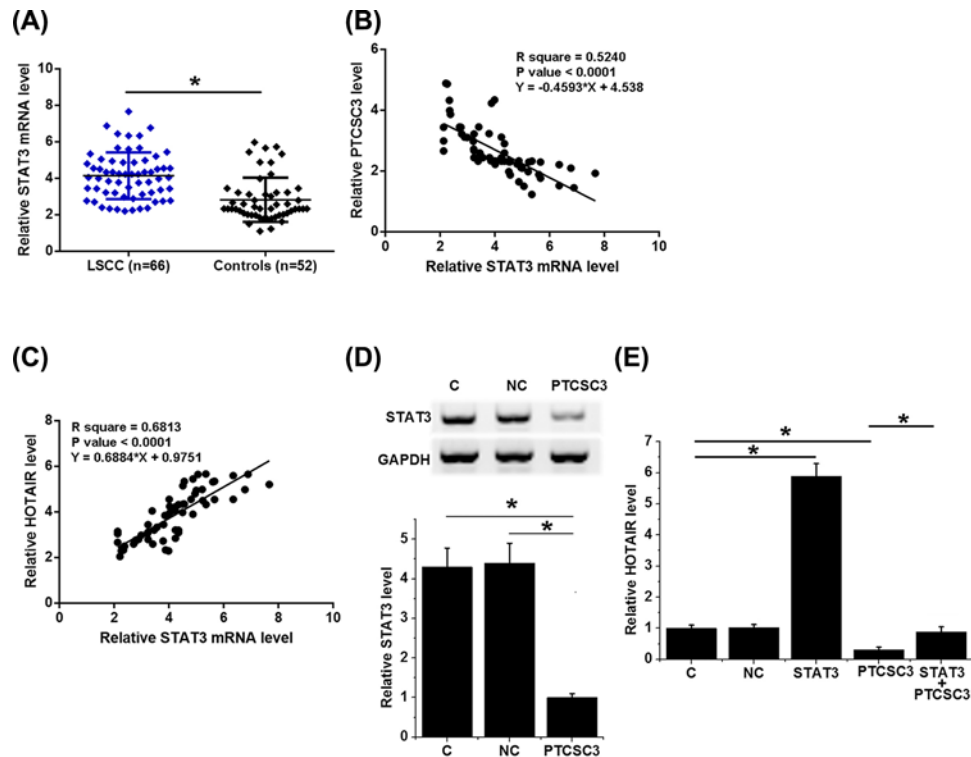 (A)
*
10
8
6
4
2
0
Relative STAT3 mRNA level
LSCC (n=66)
Controls (n=52)
(B)
R square = 0.5240
P value < 0.0001
Y = -0.4593*X + 4.538
6
4
2
0
Relative PTCSC3 level
0
2
4
6
8
10
Relative STAT3 mRNA level
(C)
R square = 0.6813
P value < 0.0001
Y = 0.6884*X + 0.9751
8
6
4
2
0
Relative HOTAIR level
0
2
4
6
8
10
Relative STAT3 mRNA level
(D)
C NC PTCSC3
STAT3
GAPDH
*
*
5
4
3
2
1
0
Relative STAT3 level
C NC PTCSC3
(E)
*
*
*
7
6
5
4
3
2
1
0
Relative HOTAIR level
C NC STAT3 PTCSC3 STAT3
+
PTCSC3